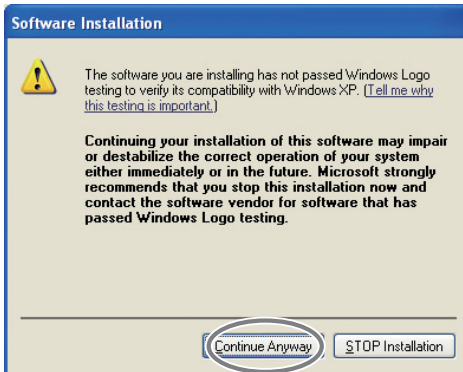 Software Installation
The software you are installing has not passed Windows Logo
testing to verify its compatibility with Windows XP. (Tell me why
this testing is important.)
Continuing your installation of this software may impair
or destabilize the correct operation of your system
either immediately or in the future. Microsoft strongly
recommends that you stop this installation now and
contact the software vendor for software that has
passed Windows Logo testing.
Continue Anyway
STOP Installation